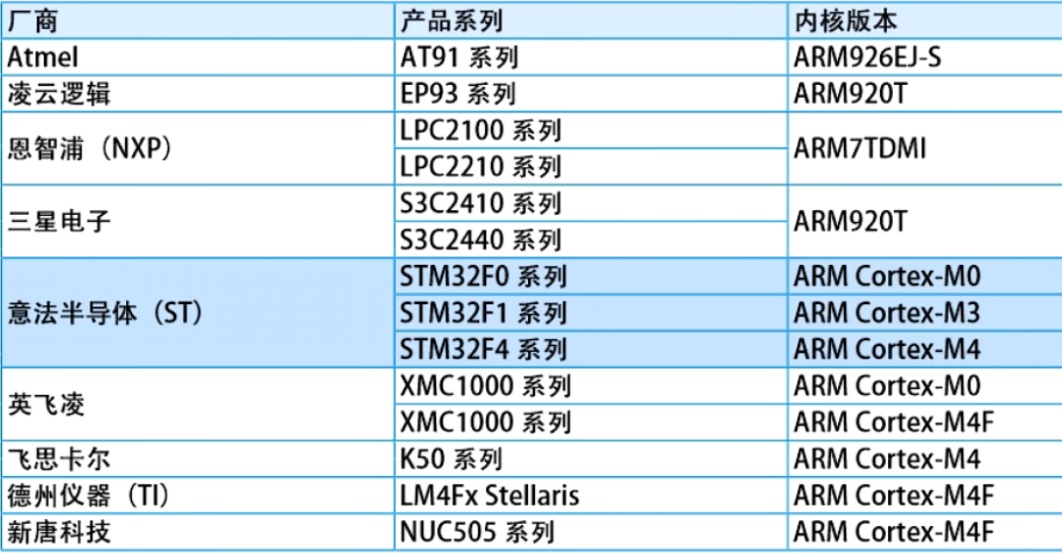 厂商 产品系列 内核版本
Atmel AT91 系列 ARM926EJ-S
凌云逻辑 EP93 系列 ARM920T
恩智浦（NXP） LPC2100 系列 ARM7TDMI
LPC2210 系列
三星电子 S3C2410 系列 ARM920T
S3C2440 系列
意法半导体（ST） STM32F0 系列 ARM Cortex-M0
STM32F1 系列 ARM Cortex-M3
STM32F4 系列 ARM Cortex-M4
英飞凌 XMC1000 系列 ARM Cortex-M0
XMC1000 系列 ARM Cortex-M4F
飞思卡尔 K50 系列 ARM Cortex-M4
德州仪器（TI） LM4Fx Stellaris ARM Cortex-M4F
新唐科技 NUC505 系列 ARM Cortex-M4F